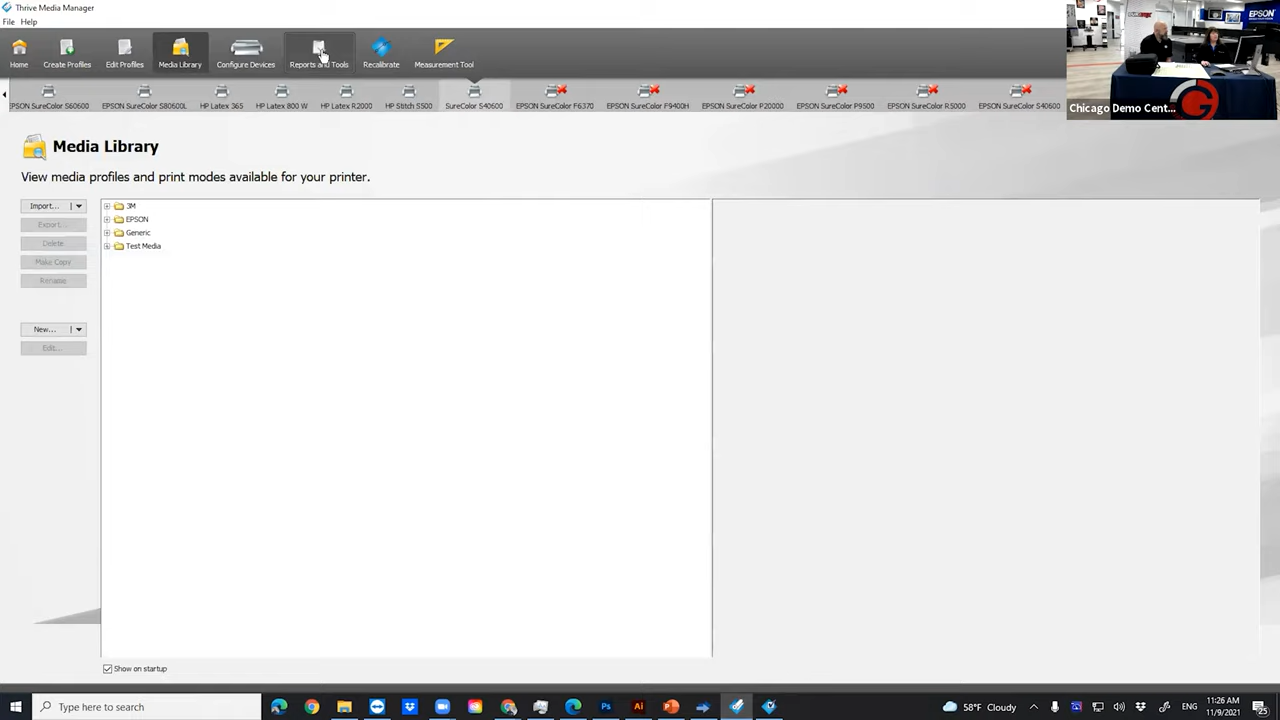 Thrive Media Manager
File Help
Home Create Profiles Edit Profiles Media Library Configure Devices Reports and Tools Recalibrate Measurement Tool
EPSON SureColor S60600 EPSON SureColor S80600L HP Latex 365 HP Latex 800 W HP Latex R2000 HP Stitch S500 SureColor S40600 EPSON SureColor F6370 EPSON SureColor F9400H EPSON SureColor P20000 EPSON SureColor P9500 EPSON SureColor R5000 EPSON SureColor S40600
EPSON
Chicago Demo Cent...
Media Library
View media profiles and print modes available for your printer.
Import...
Export...
Delete
Make Copy
Rename
New...
Edit...
3M
EPSON
Generic
Test Media
Show on startup
Type here to search
58°F Cloudy
ENG
11:26 AM
11/9/2021
25